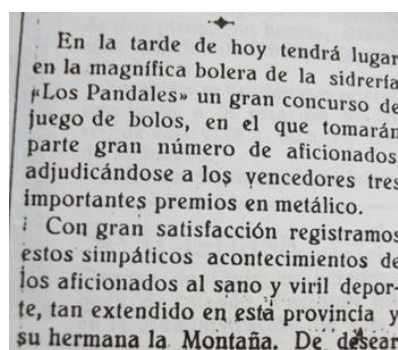 En la tarde de hoy tendrá lugar
en la magnífica bolera de la sidrería
«Los Pandales» un gran concurso de
juego de bolos, en el que tomarán
parte gran número de aficionados
adjudicándose a los vencedores tres
importantes premios en metálico.
Con gran satisfacción registramos
estos simpáticos acontecimientos de
los aficionados al sano y viril depor-
te, tan extendido en esta provincia y
su hermana la Montaña. De desear